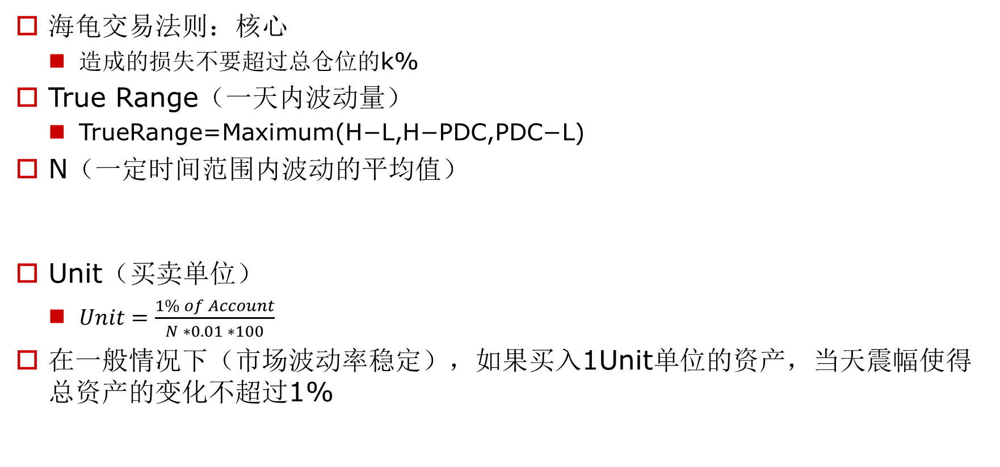 海龟交易法则：核心
造成的损失不要超过总仓位的k%
True Range（一天内波动量）
TrueRange=Maximum(H−L,H−PDC,PDC−L)
N（一定时间范围内波动的平均值）
Unit（买卖单位）
Unit = 1% of Account / N *0.01 *100
在一般情况下（市场波动率稳定），如果买入1Unit单位的资产，当天震幅使得
总资产的变化不超过1%